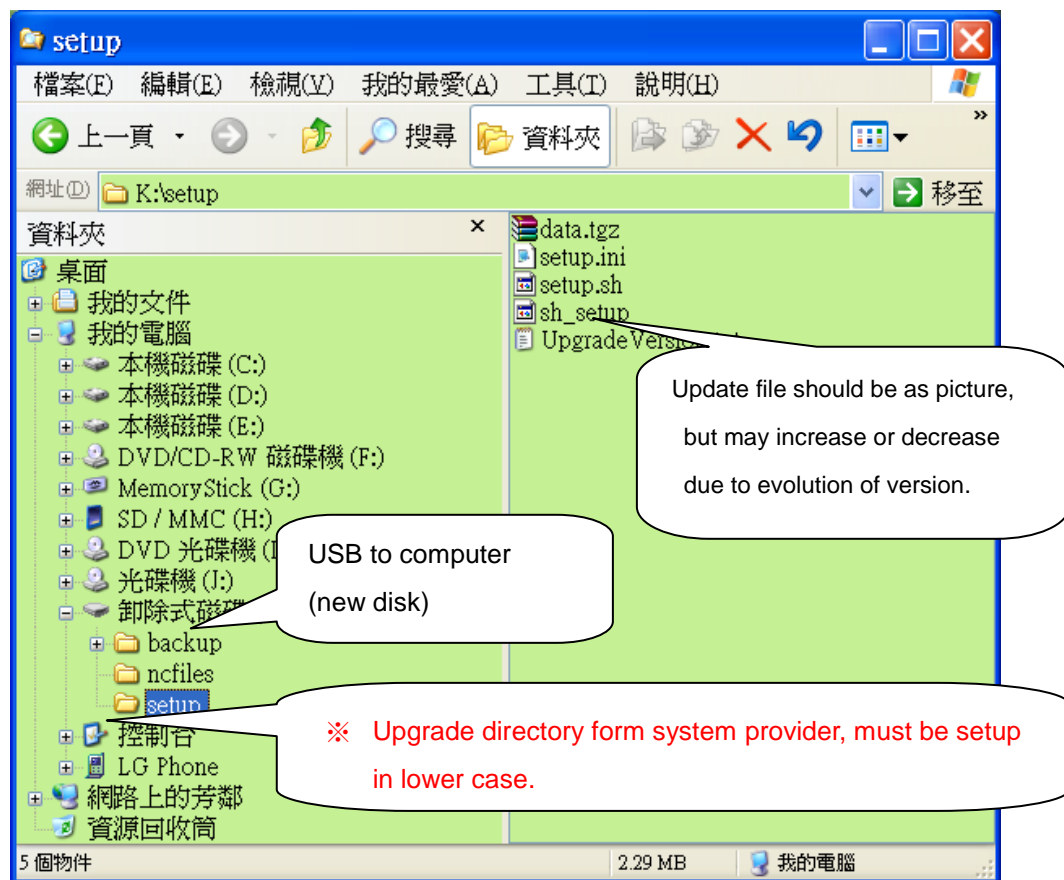 setup
檔案(F) 編輯(E) 檢視(V) 我的最愛(A) 工具(T) 說明(H)
上一頁 搜尋 資料夾 »
網址(D) K:\setup 移至
資料夾 ×
桌面
我的文件
我的電腦
本機磁碟 (C:)
本機磁碟 (D:)
本機磁碟 (E:)
DVD/CD-RW 磁碟機 (F:)
MemoryStick (G:)
SD / MMC (H:)
DVD 光碟機
光碟機 (J:)
卸除式磁碟
backup
ncfiles
setup
控制台
LG Phone
網路上的芳鄰
資源回收筒
data.tgz
setup.ini
setup.sh
sh_setup
Update file should be as picture,
but may increase or decrease
due to evolution of version.
USB to computer
(new disk)
※ Upgrade directory form system provider, must be setup
in lower case.
5 個物件 2.29 MB 我的電腦